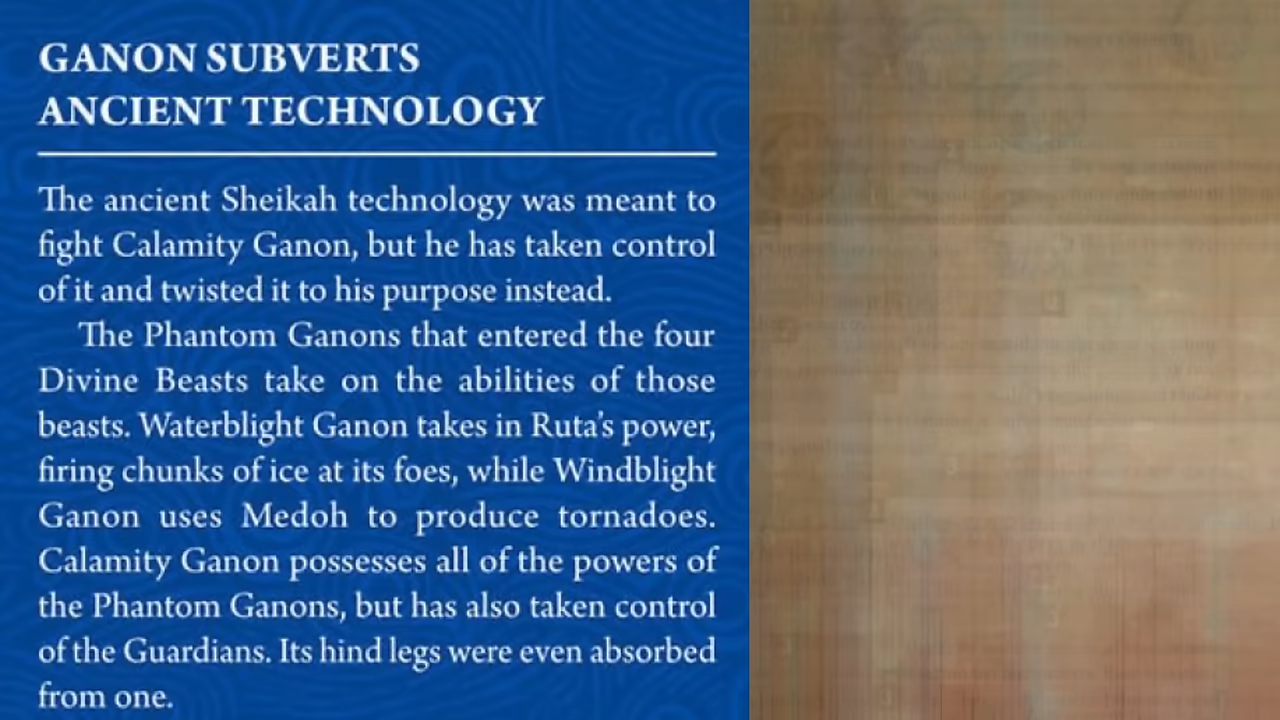 GANON SUBVERTS
ANCIENT TECHNOLOGY
The ancient Sheikah technology was meant to
fight Calamity Ganon, but he has taken control
of it and twisted it to his purpose instead.
The Phantom Ganons that entered the four
Divine Beasts take on the abilities of those
beasts. Waterblight Ganon takes in Ruta's power,
firing chunks of ice at its foes, while Windblight
Ganon uses Medoh to produce tornadoes.
Calamity Ganon possesses all of the powers of
the Phantom Ganons, but has also taken control
of the Guardians. Its hind legs were even absorbed
from one.